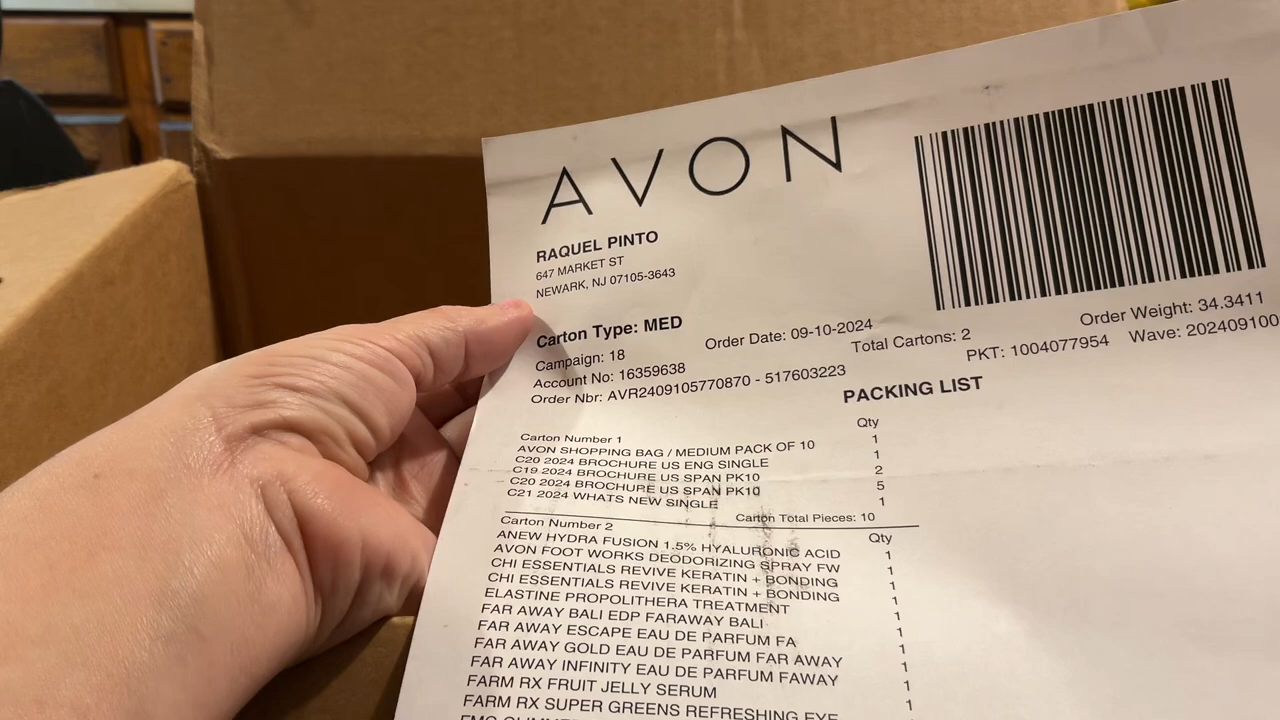 AVON
RAQUEL PINTO
647 MARKET ST
NEWARK, NJ 07105-3643
Carton Type: MED
Campaign: 18
Order Date: 09-10-2024
Total Cartons: 2
Order Weight: 34.3411
Account No: 16359638
PKT: 1004077954 Wave: 202409100
Order Nbr: AVR2409105770870 - 517603223
PACKING LIST
Carton Number 1 Qty
AVON SHOPPING BAG / MEDIUM PACK OF 10 1
C20 2024 BROCHURE US ENG SINGLE 1
C19 2024 BROCHURE US SPAN PK10 2
C20 2024 BROCHURE US SPAN PK10 5
C21 2024 WHATS NEW SINGLE 1
Carton Total Pieces: 10
Carton Number 2 Qty
ANEW HYDRA FUSION 1.5% HYALURONIC ACID 1
AVON FOOT WORKS DEODORIZING SPRAY FW 1
CHI ESSENTIALS REVIVE KERATIN + BONDING 1
CHI ESSENTIALS REVIVE KERATIN + BONDING 1
ELASTINE PROPOLITHERA TREATMENT 1
FAR AWAY BALI EDP FARAWAY BALI 1
FAR AWAY ESCAPE EAU DE PARFUM FA 1
FAR AWAY GOLD EAU DE PARFUM FAR AWAY 1
FAR AWAY INFINITY EAU DE PARFUM FAWAY 1
FARM RX FRUIT JELLY SERUM 1
FARM RX SUPER GREENS REFRESHING EYE